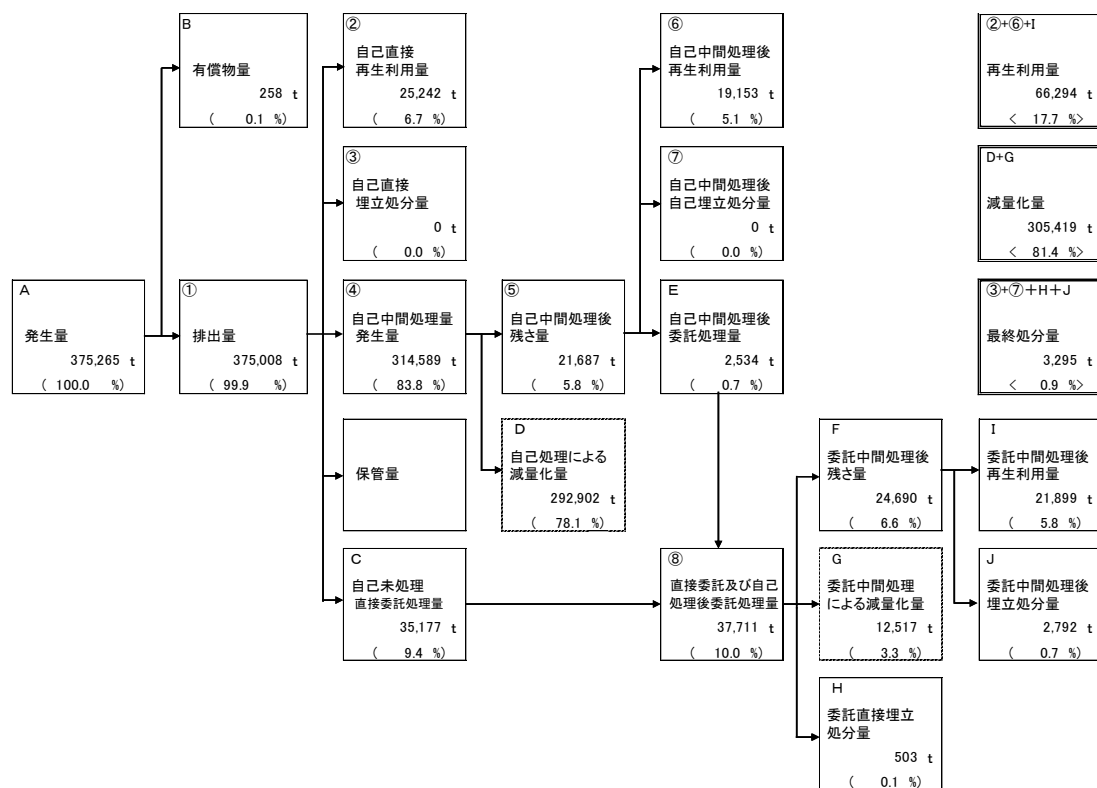 B
有償物量
258 t
( 0.1 %)
②
自己直接
再生利用量
25,242 t
( 6.7 %)
⑥
自己中間処理後
再生利用量
19,153 t
( 5.1 %)
②+⑥+I
再生利用量
66,294 t
< 17.7 %>
③
自己直接
埋立処分量
0 t
( 0.0 %)
⑦
自己中間処理後
自己埋立処分量
0 t
( 0.0 %)
D+G
減量化量
305,419 t
< 81.4 %>
A
発生量
375,265 t
( 100.0 %)
①
排出量
375,008 t
( 99.9 %)
④
自己中間処理量
発生量
314,589 t
( 83.8 %)
⑤
自己中間処理後
残さ量
21,687 t
( 5.8 %)
E
自己中間処理後
委託処理量
2,534 t
( 0.7 %)
③+⑦+H+J
最終処分量
3,295 t
< 0.9 %>
保管量
D
自己処理による
減量化量
292,902 t
( 78.1 %)
F
委託中間処理後
残さ量
24,690 t
( 6.6 %)
I
委託中間処理後
再生利用量
21,899 t
( 5.8 %)
C
自己未処理
直接委託処理量
35,177 t
( 9.4 %)
⑧
直接委託及び自己
処理後委託処理量
37,711 t
( 10.0 %)
G
委託中間処理
による減量化量
12,517 t
( 3.3 %)
J
委託中間処理後
埋立処分量
2,792 t
( 0.7 %)
H
委託直接埋立
処分量
503 t
( 0.1 %)